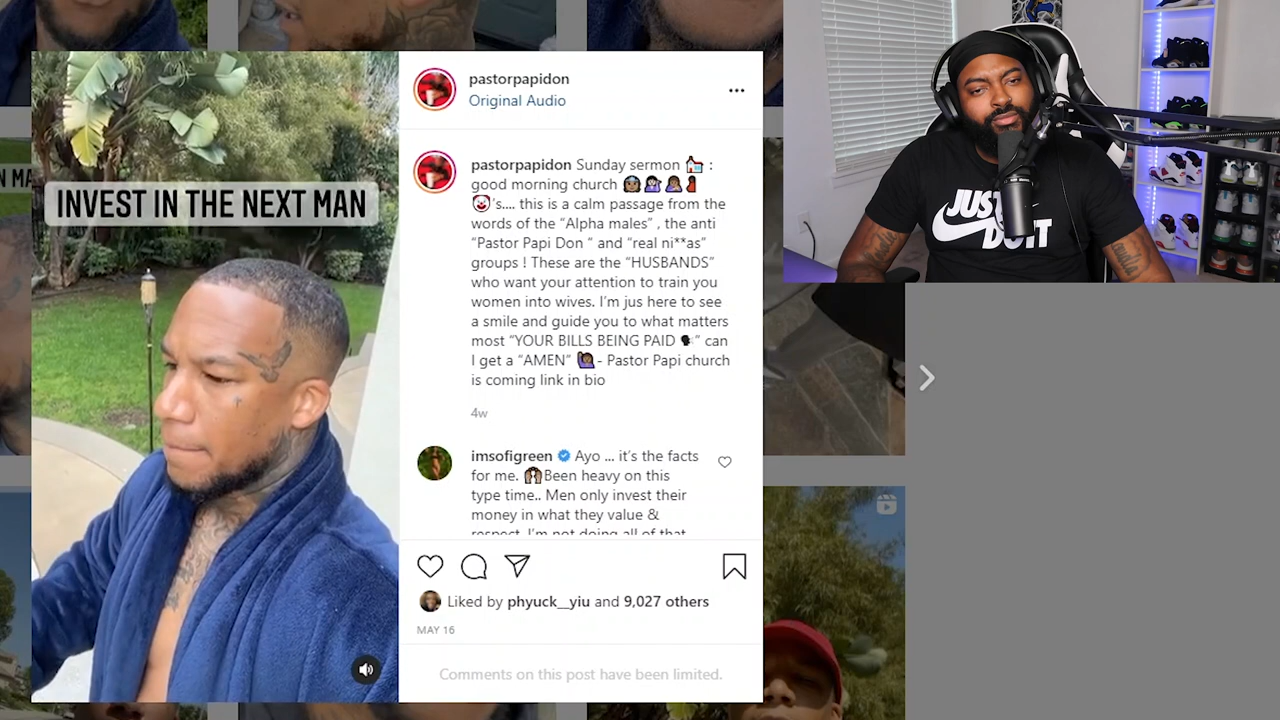 pastorpapidon
Original Audio
INVEST IN THE NEXT MAN
pastorpapidon Sunday sermon :
good morning church
's.... this is a calm passage from the
words of the “Alpha males” , the anti
“Pastor Papi Don “ and “real ni**as”
groups ! These are the “HUSBANDS”
who want your attention to train you
women into wives. I’m jus here to see
a smile and guide you to what matters
most “YOUR BILLS BEING PAID ” can
I get a “AMEN” - Pastor Papi church
is coming link in bio
4w
imsofigreen Ayo ... it’s the facts
for me. Been heavy on this
type time.. Men only invest their
money in what they value &
respect. I’m not doing all of that
Liked by phyuck__yiu and 9,027 others
MAY 16
Comments on this post have been limited.
JUST
DO IT